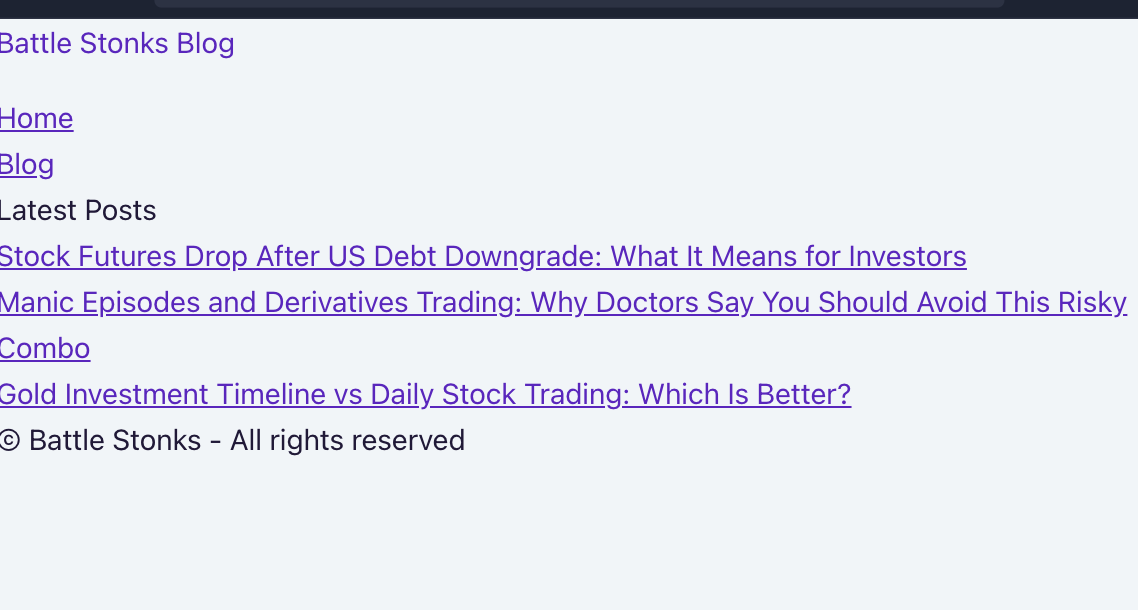 Battle Stonks Blog
Home
Blog
Latest Posts
Stock Futures Drop After US Debt Downgrade: What It Means for Investors
Manic Episodes and Derivatives Trading: Why Doctors Say You Should Avoid This Risky
Combo
Gold Investment Timeline vs Daily Stock Trading: Which Is Better?
© Battle Stonks - All rights reserved